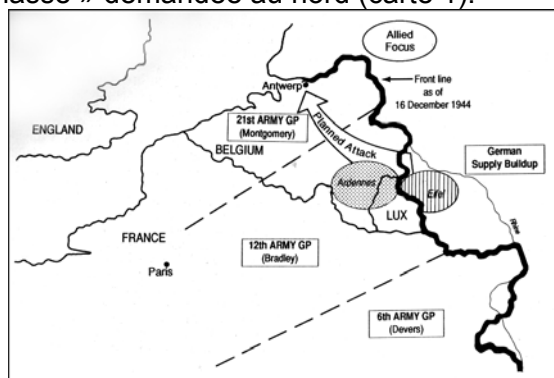 lasse » demandée au nord (carte 1).
Allied
Focus
Antwerp
Front line
as of
16 December 1944
21st ARMY GP
(Montgomery)
ENGLAND
BELGIUM
Planned Attack
German
Supply Buildup
Ardennes
Eifel
LUX
Rhine
FRANCE
12th ARMY GP
(Bradley)
Paris
6th ARMY GP
(Devers)